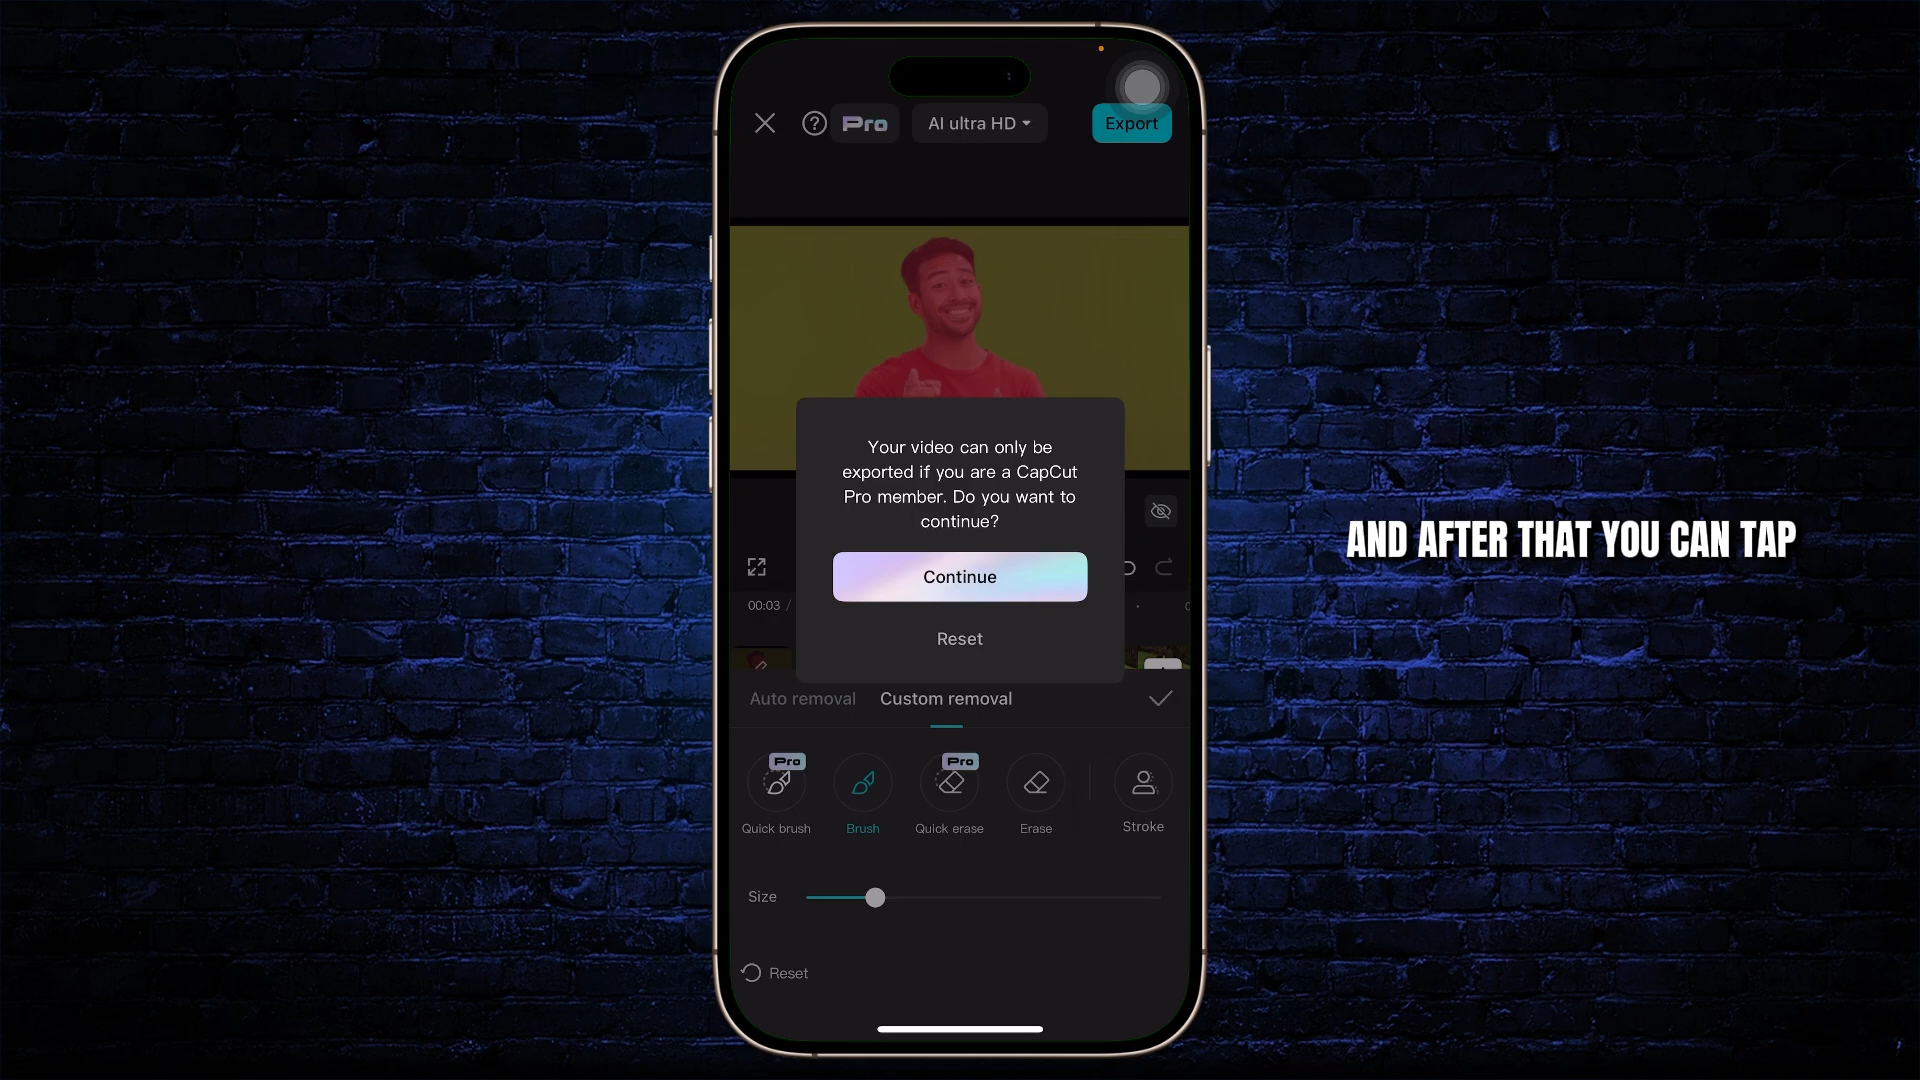 Pro
AI ultra HD
Export
Your video can only be
exported if you are a CapCut
Pro member. Do you want to
continue?
Continue
Reset
AND AFTER THAT YOU CAN TAP
00:03 /
Auto removal
Custom removal
Pro
Pro
Quick brush
Brush
Quick erase
Erase
Stroke
Size
Reset